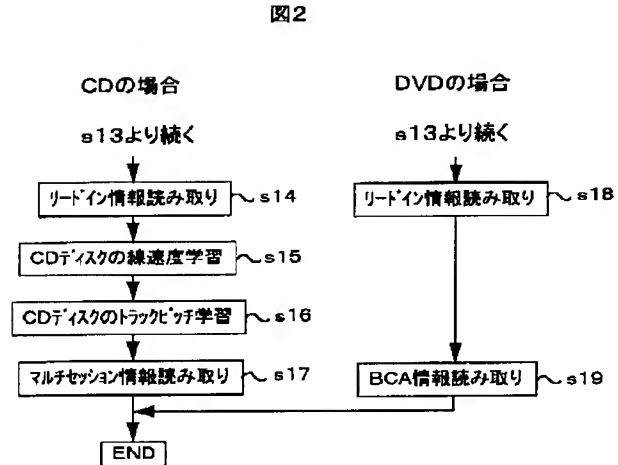 図2
CDの場合
DVDの場合
s13より続く
s13より続く
リードイン情報読み取り s14
リードイン情報読み取り s18
CDディスクの線速度学習 s15
CDディスクのトラックピッチ学習 s16
マルチセッション情報読み取り s17
BCA情報読み取り s19
END